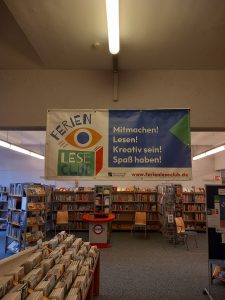 FERIEN
LESE
CLUB
Mitmachen!
Lesen!
Kreativ sein!
Spaß haben!
www.ferienleseclub.de